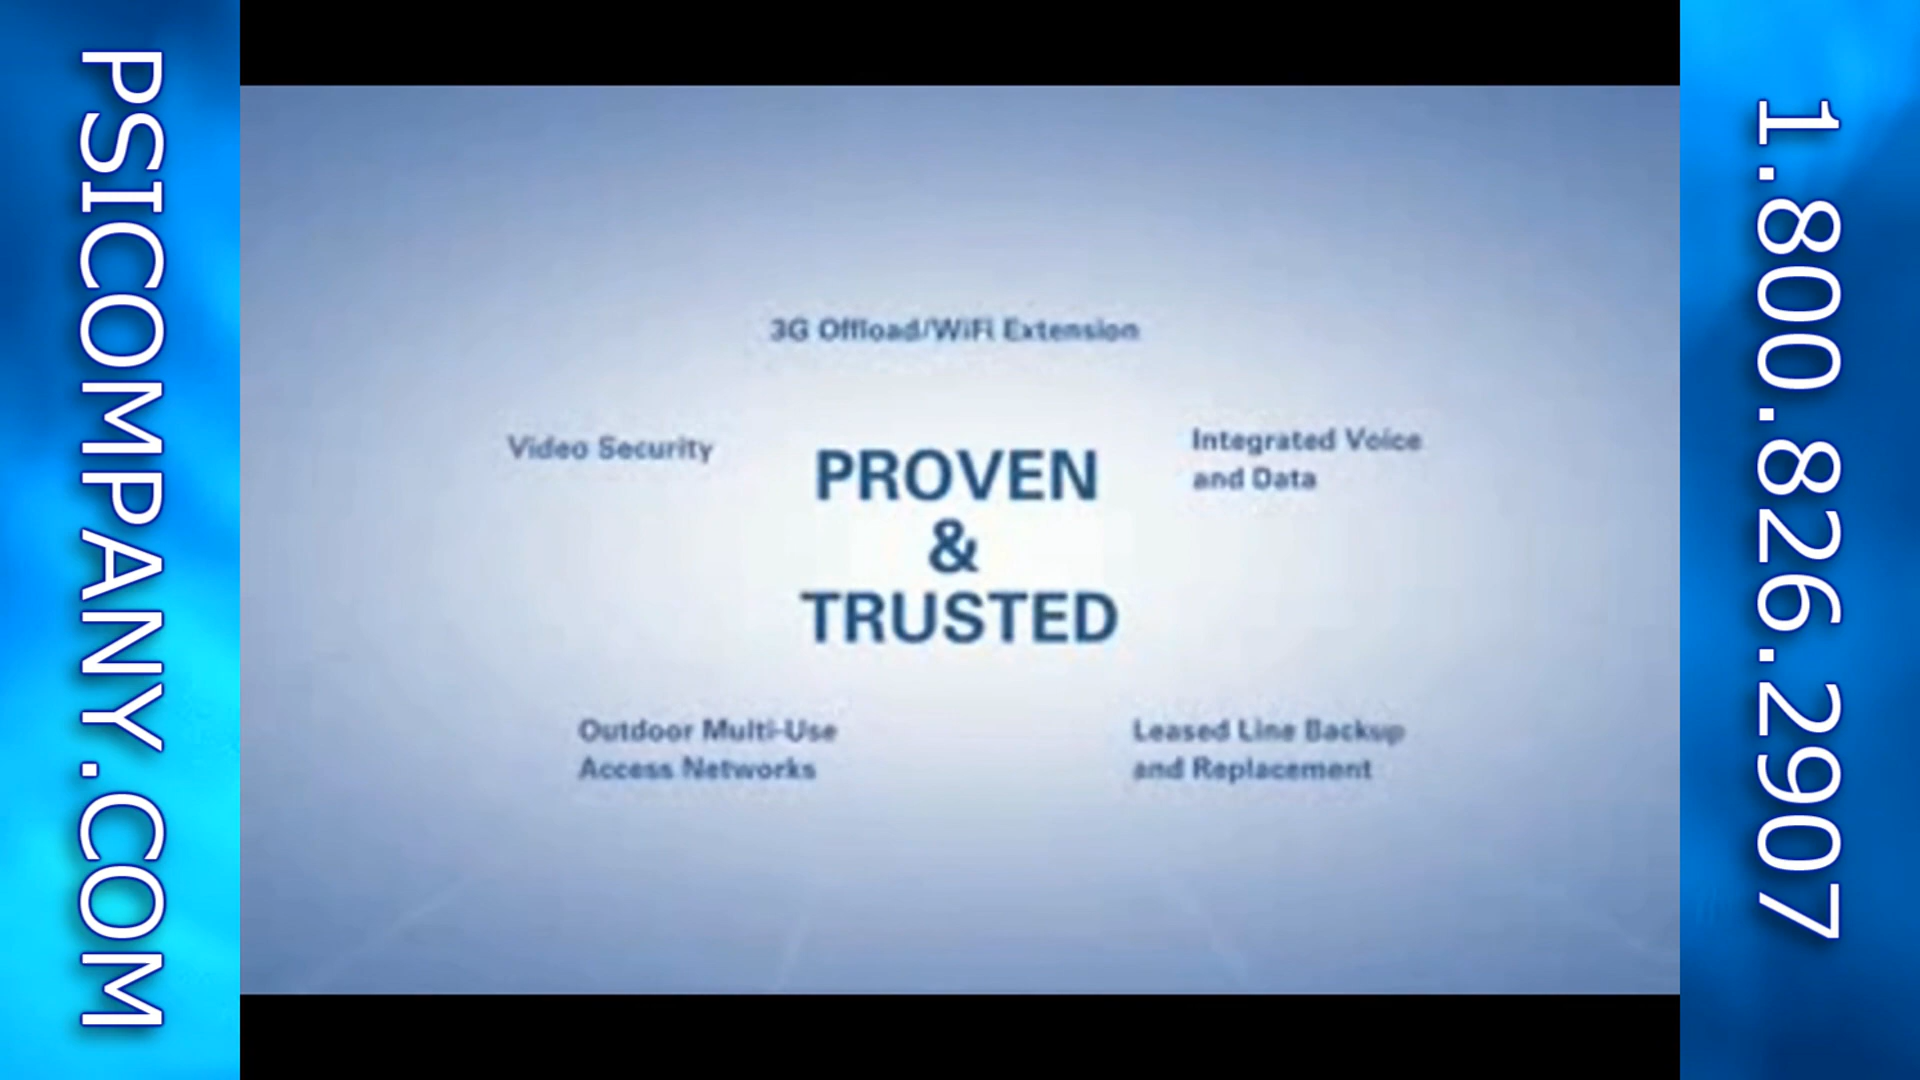 PSICOMPANY.COM
3G Offload/WiFi Extension
Video Security
Integrated Voice
and Data
PROVEN
&
TRUSTED
Outdoor Multi-Use
Access Networks
Leased Line Backup
and Replacement
1.800.826.2907